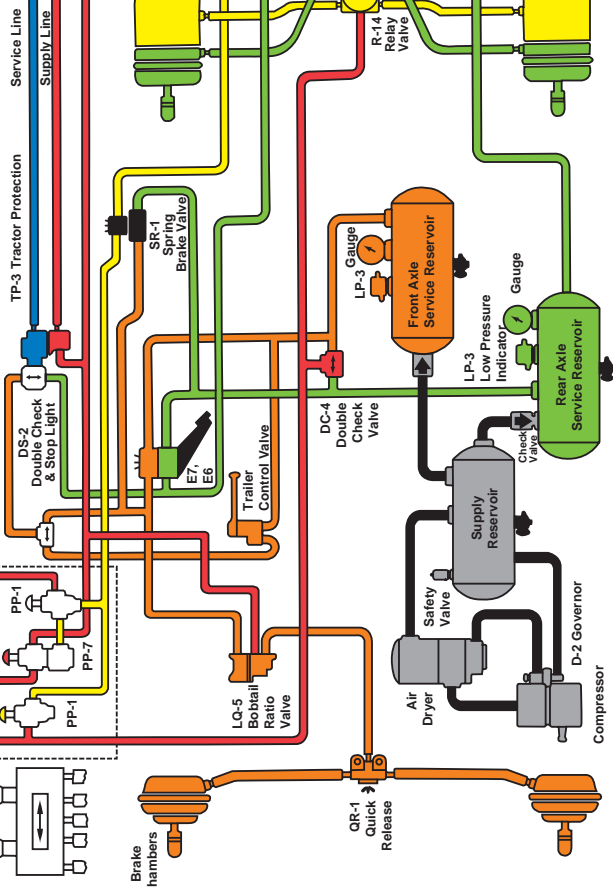 Service Line
Supply Line
R-14
Relay
Valve
TP-3 Tractor Protection
SR-1
Spring
Brake Valve
LP-3
Gauge
Front Axle
Service Reservoir
LP-3
Low Pressure
Indicator
Gauge
Rear Axle
Service Reservoir
DS-2
Double Check
& Stop Light
DC-4
Double
Check
Valve
E7,
E6
Trailer
Control Valve
Check
Valve
Supply
Reservoir
Safety
Valve
PP-1
PP-7
PP-1
LQ-5
Bobtail
Ratio
Valve
Air
Dryer
D-2 Governor
Compressor
QR-1
Quick
Release
Brake
hambers